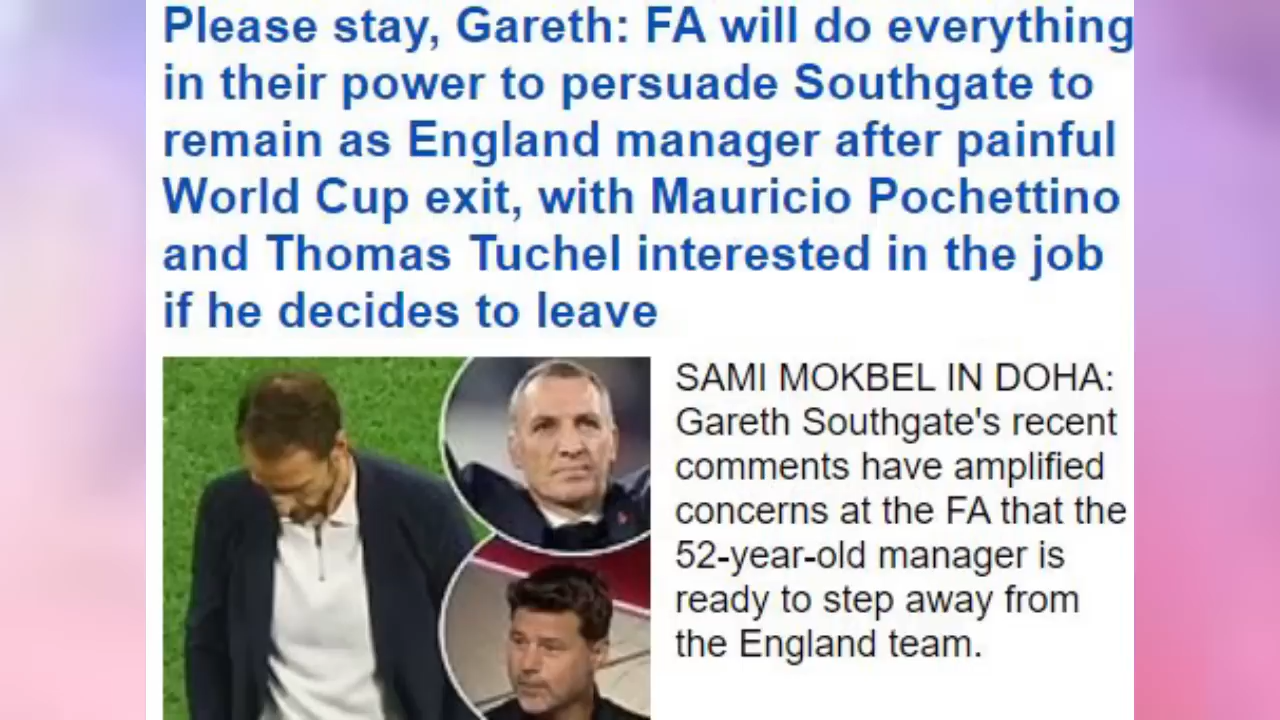 Please stay, Gareth: FA will do everything
in their power to persuade Southgate to
remain as England manager after painful
World Cup exit, with Mauricio Pochettino
and Thomas Tuchel interested in the job
if he decides to leave
SAMI MOKBEL IN DOHA:
Gareth Southgate's recent
comments have amplified
concerns at the FA that the
52-year-old manager is
ready to step away from
the England team.